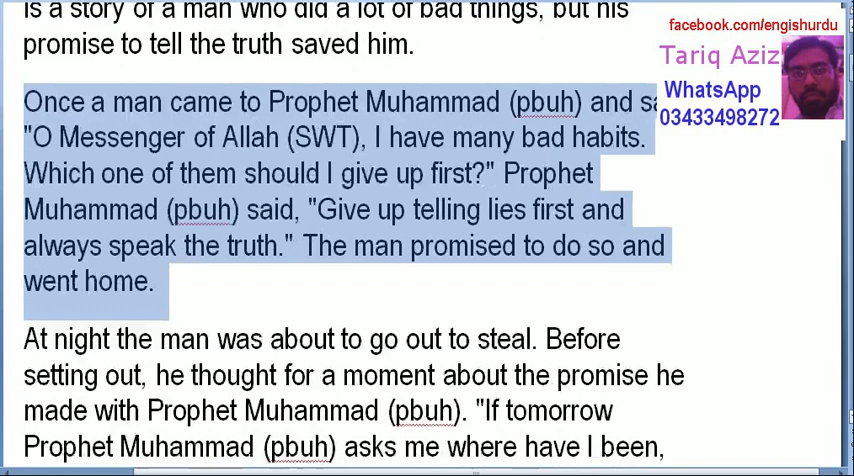 is a story of a man who did a lot of bad things, but his
promise to tell the truth saved him.
facebook.com/engishurdu
Tariq Aziz
WhatsApp
03433498272
Once a man came to Prophet Muhammad (pbuh) and
"O Messenger of Allah (SWT), I have many bad habits.
Which one of them should I give up first?" Prophet
Muhammad (pbuh) said, "Give up telling lies first and
always speak the truth." The man promised to do so and
went home.
At night the man was about to go out to steal. Before
setting out, he thought for a moment about the promise he
made with Prophet Muhammad (pbuh). "If tomorrow
Prophet Muhammad (pbuh) asks me where have I been,